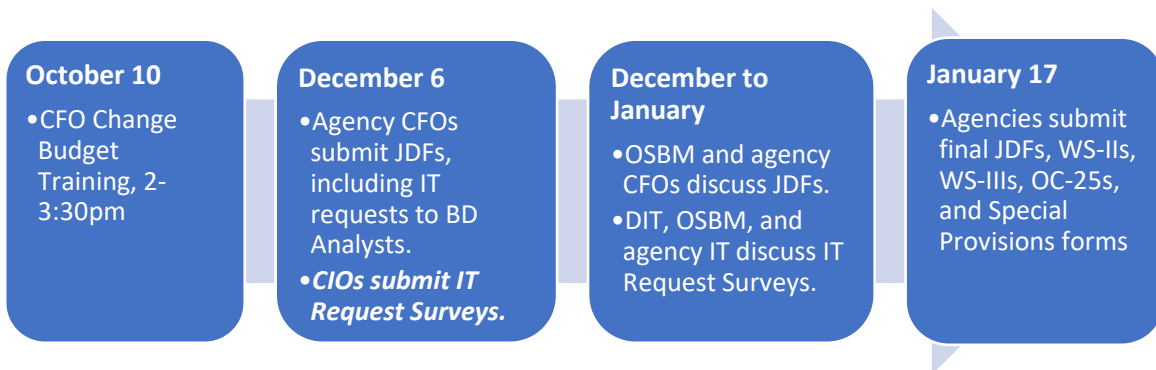 October 10
•CFO Change
Budget
Training, 2-
3:30pm
December 6
•Agency CFOs
submit JDFs,
including IT
requests to BD
Analysts.
•CIOs submit IT
Request Surveys.
December to
January
•OSBM and agency
CFOs discuss JDFs.
•DIT, OSBM, and
agency IT discuss IT
Request Surveys.
January 17
•Agencies submit
final JDFs, WS-IIs,
WS-IIIs, OC-25s,
and Special
Provisions forms